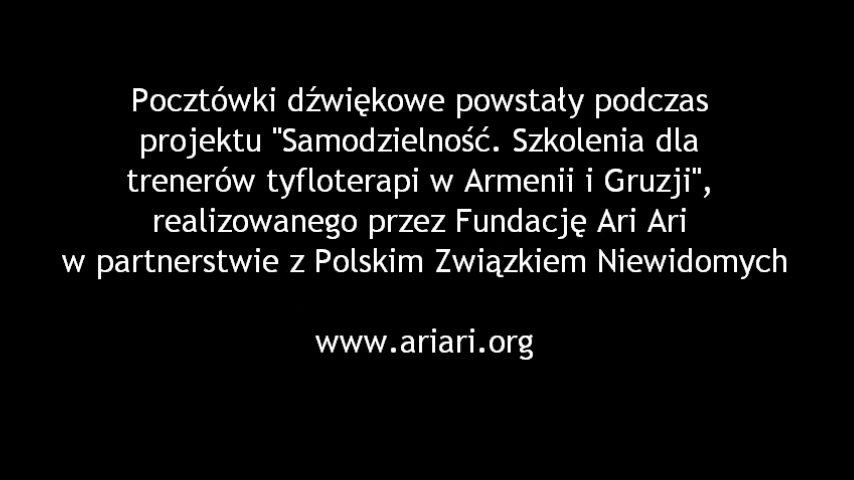 Pocztówki dźwiękowe powstały podczas
projektu "Samodzielność. Szkolenia dla
trenerów tyfloterapi w Armenii i Gruzji",
realizowanego przez Fundację Ari Ari
w partnerstwie z Polskim Związkiem Niewidomych
www.ariari.org